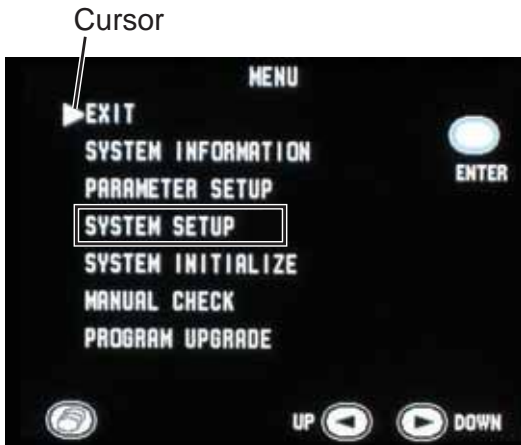 Cursor
MENU
EXIT
SYSTEM INFORMATION
PARAMETER SETUP
SYSTEM SETUP
SYSTEM INITIALIZE
MANUAL CHECK
PROGRAM UPGRADE
ENTER
UP
DOWN